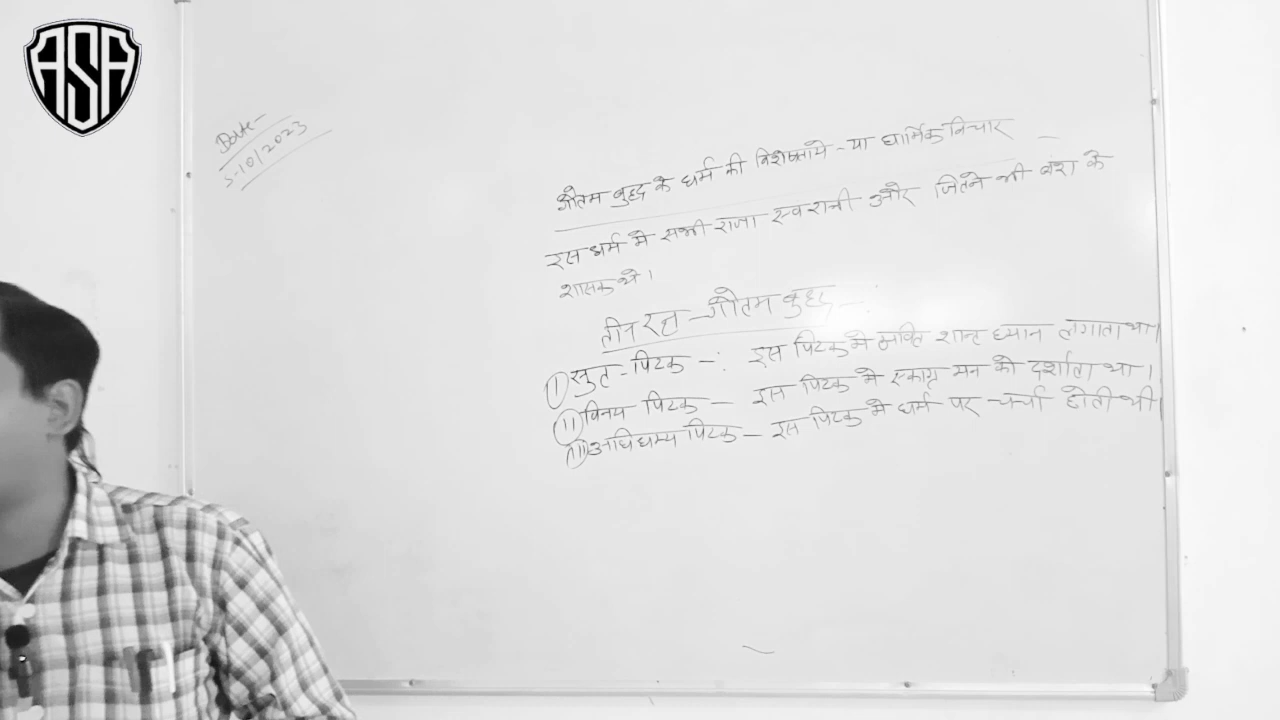 ASA
Date-
5-10/2023
गौतम बुद्ध के धर्म की विशेषताये - या धार्मिक विचार
इस धर्म मे सभी राजा स्व रानी और जितने भी वंश के
शासक थे।
तीन रत्न - गौतम बुद्ध
(I) सुत - पिटक -: इस पिटक मे व्यक्ति शान्त ध्यान लगाता था।
(II) विनय पिटक - इस पिटक मे एकाग्र मन को दर्शाता था।
(III) अभिधम्य पिटक - इस पिटक मे धर्म पर चर्चा होती थी